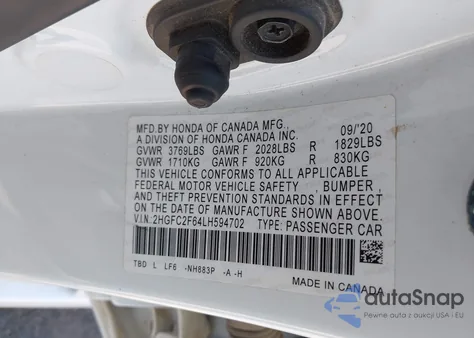 MFD.BY HONDA OF CANADA MFG., 09/'20
A DIVISION OF HONDA CANADA INC.
GVWR 3769LBS GAWR F 2028LBS R 1829LBS
GVWR 1710KG GAWR F 920KG R 830KG
THIS VEHICLE CONFORMS TO ALL APPLICABLE
FEDERAL MOTOR VEHICLE SAFETY , BUMPER ,
AND THEFT PREVENTION STANDARDS IN EFFECT
ON THE DATE OF MANUFACTURE SHOWN ABOVE.
V.I.N:2HGFC2F64LH594702 TYPE: PASSENGER CAR
TBD L LF6 -NH883P -A -H
MADE IN CANADA
autoSnap
Pewne auta z aukcji USA i EU